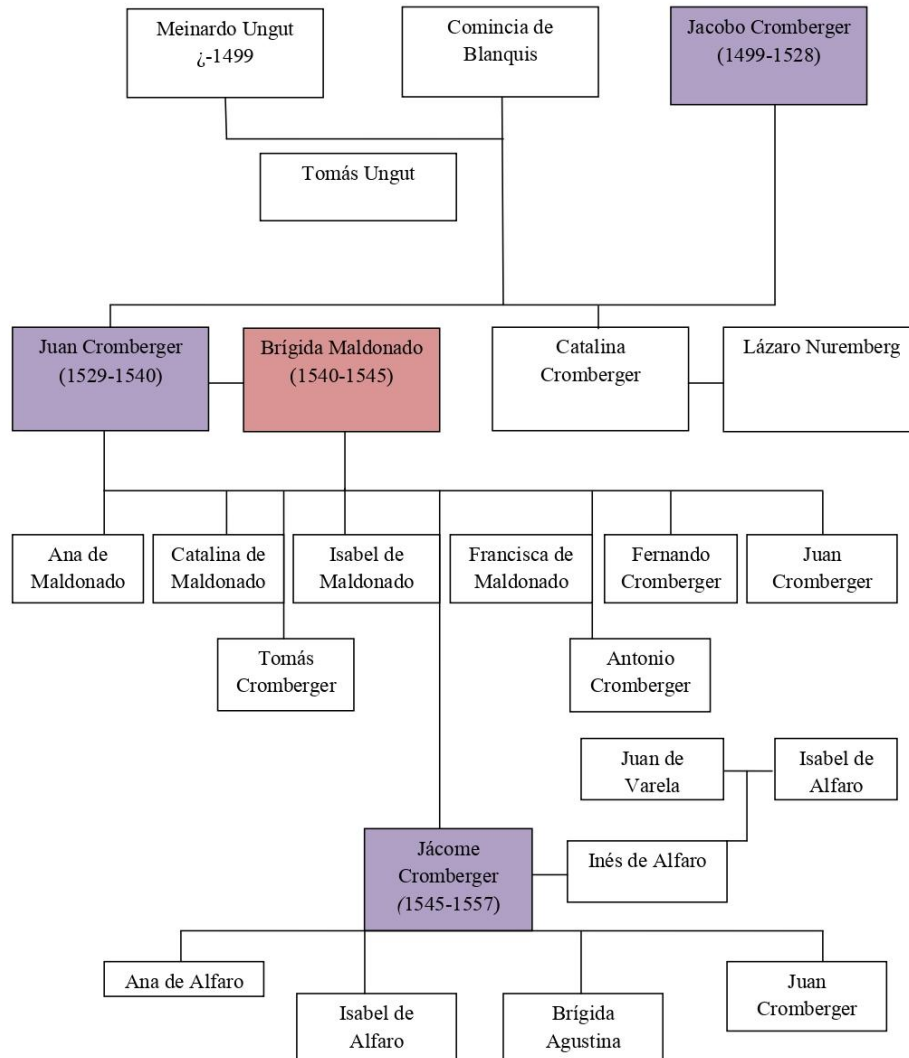 Meinardo Ungut
¿-1499
Comincia de
Blanquis
Jacobo Cromberger
(1499-1528)
Tomás Ungut
Juan Cromberger
(1529-1540)
Brígida Maldonado
(1540-1545)
Catalina
Cromberger
Lázaro Nuremberg
Ana de
Maldonado
Catalina de
Maldonado
Isabel de
Maldonado
Francisca de
Maldonado
Fernando
Cromberger
Juan
Cromberger
Tomás
Cromberger
Antonio
Cromberger
Juan de
Varela
Isabel de
Alfaro
Jácome
Cromberger
(1545-1557)
Inés de Alfaro
Ana de Alfaro
Isabel de
Alfaro
Brígida
Agustina
Juan
Cromberger